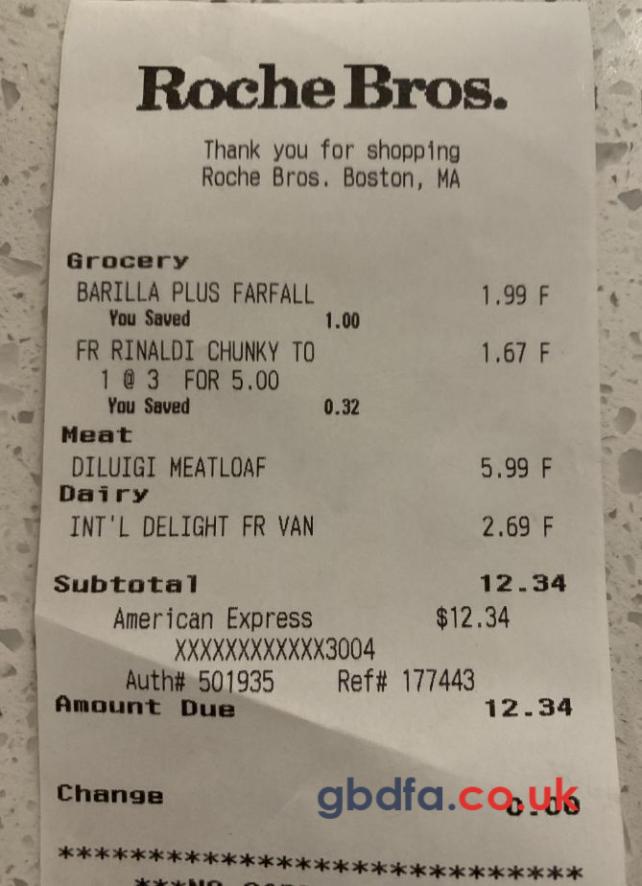 Roche Bros.
Thank you for shopping
Roche Bros. Boston, MA
Grocery
BARILLA PLUS FARFALL 1.99 F
You Saved 1.00
FR RINALDI CHUNKY TO 1.67 F
1 @ 3 FOR 5.00
You Saved 0.32
Meat
DILUIGI MEATLOAF 5.99 F
Dairy
INT'L DELIGHT FR VAN 2.69 F
Subtotal 12.34
American Express $12.34
XXXXXXXXXXXX3004
Auth# 501935 Ref# 177443
Amount Due 12.34
Change 0.00
gbdfa.co.uk
*****************************